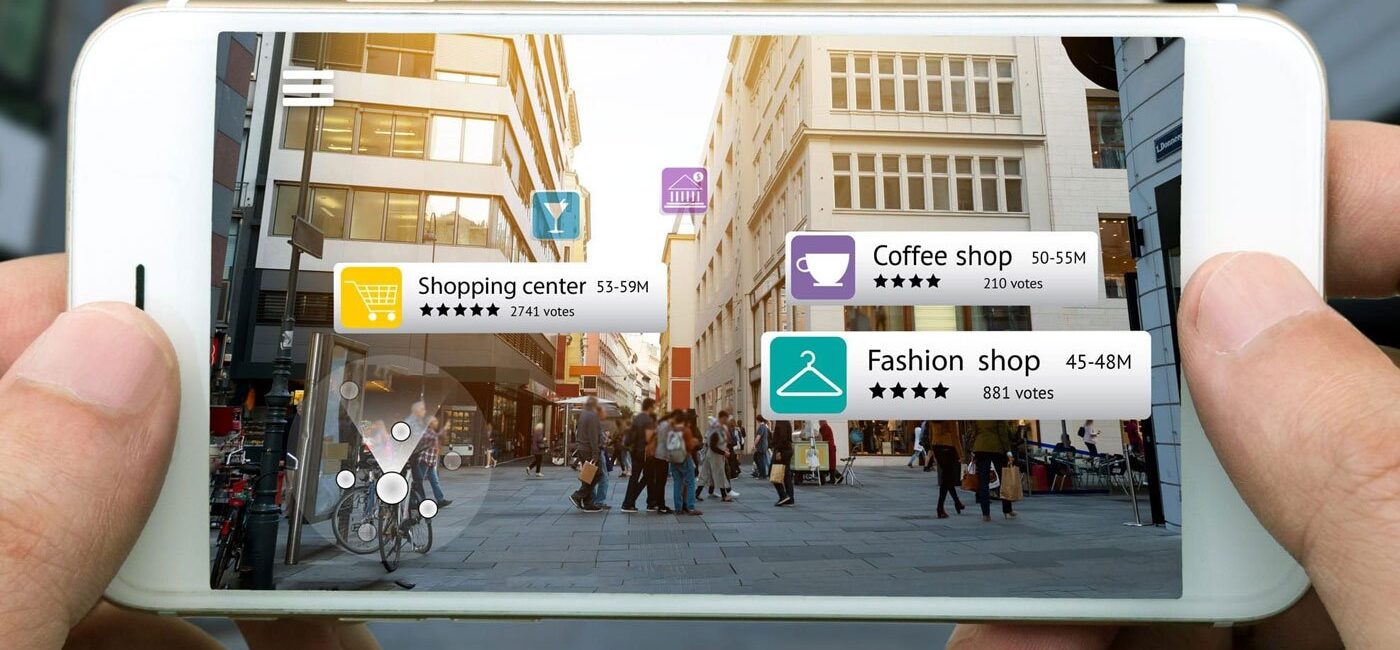 Shopping center 53-59M
★★★★★ 2741 votes
Coffee shop 50-55M
★★★★ 210 votes
Fashion shop 45-48M
★★★★ 881 votes